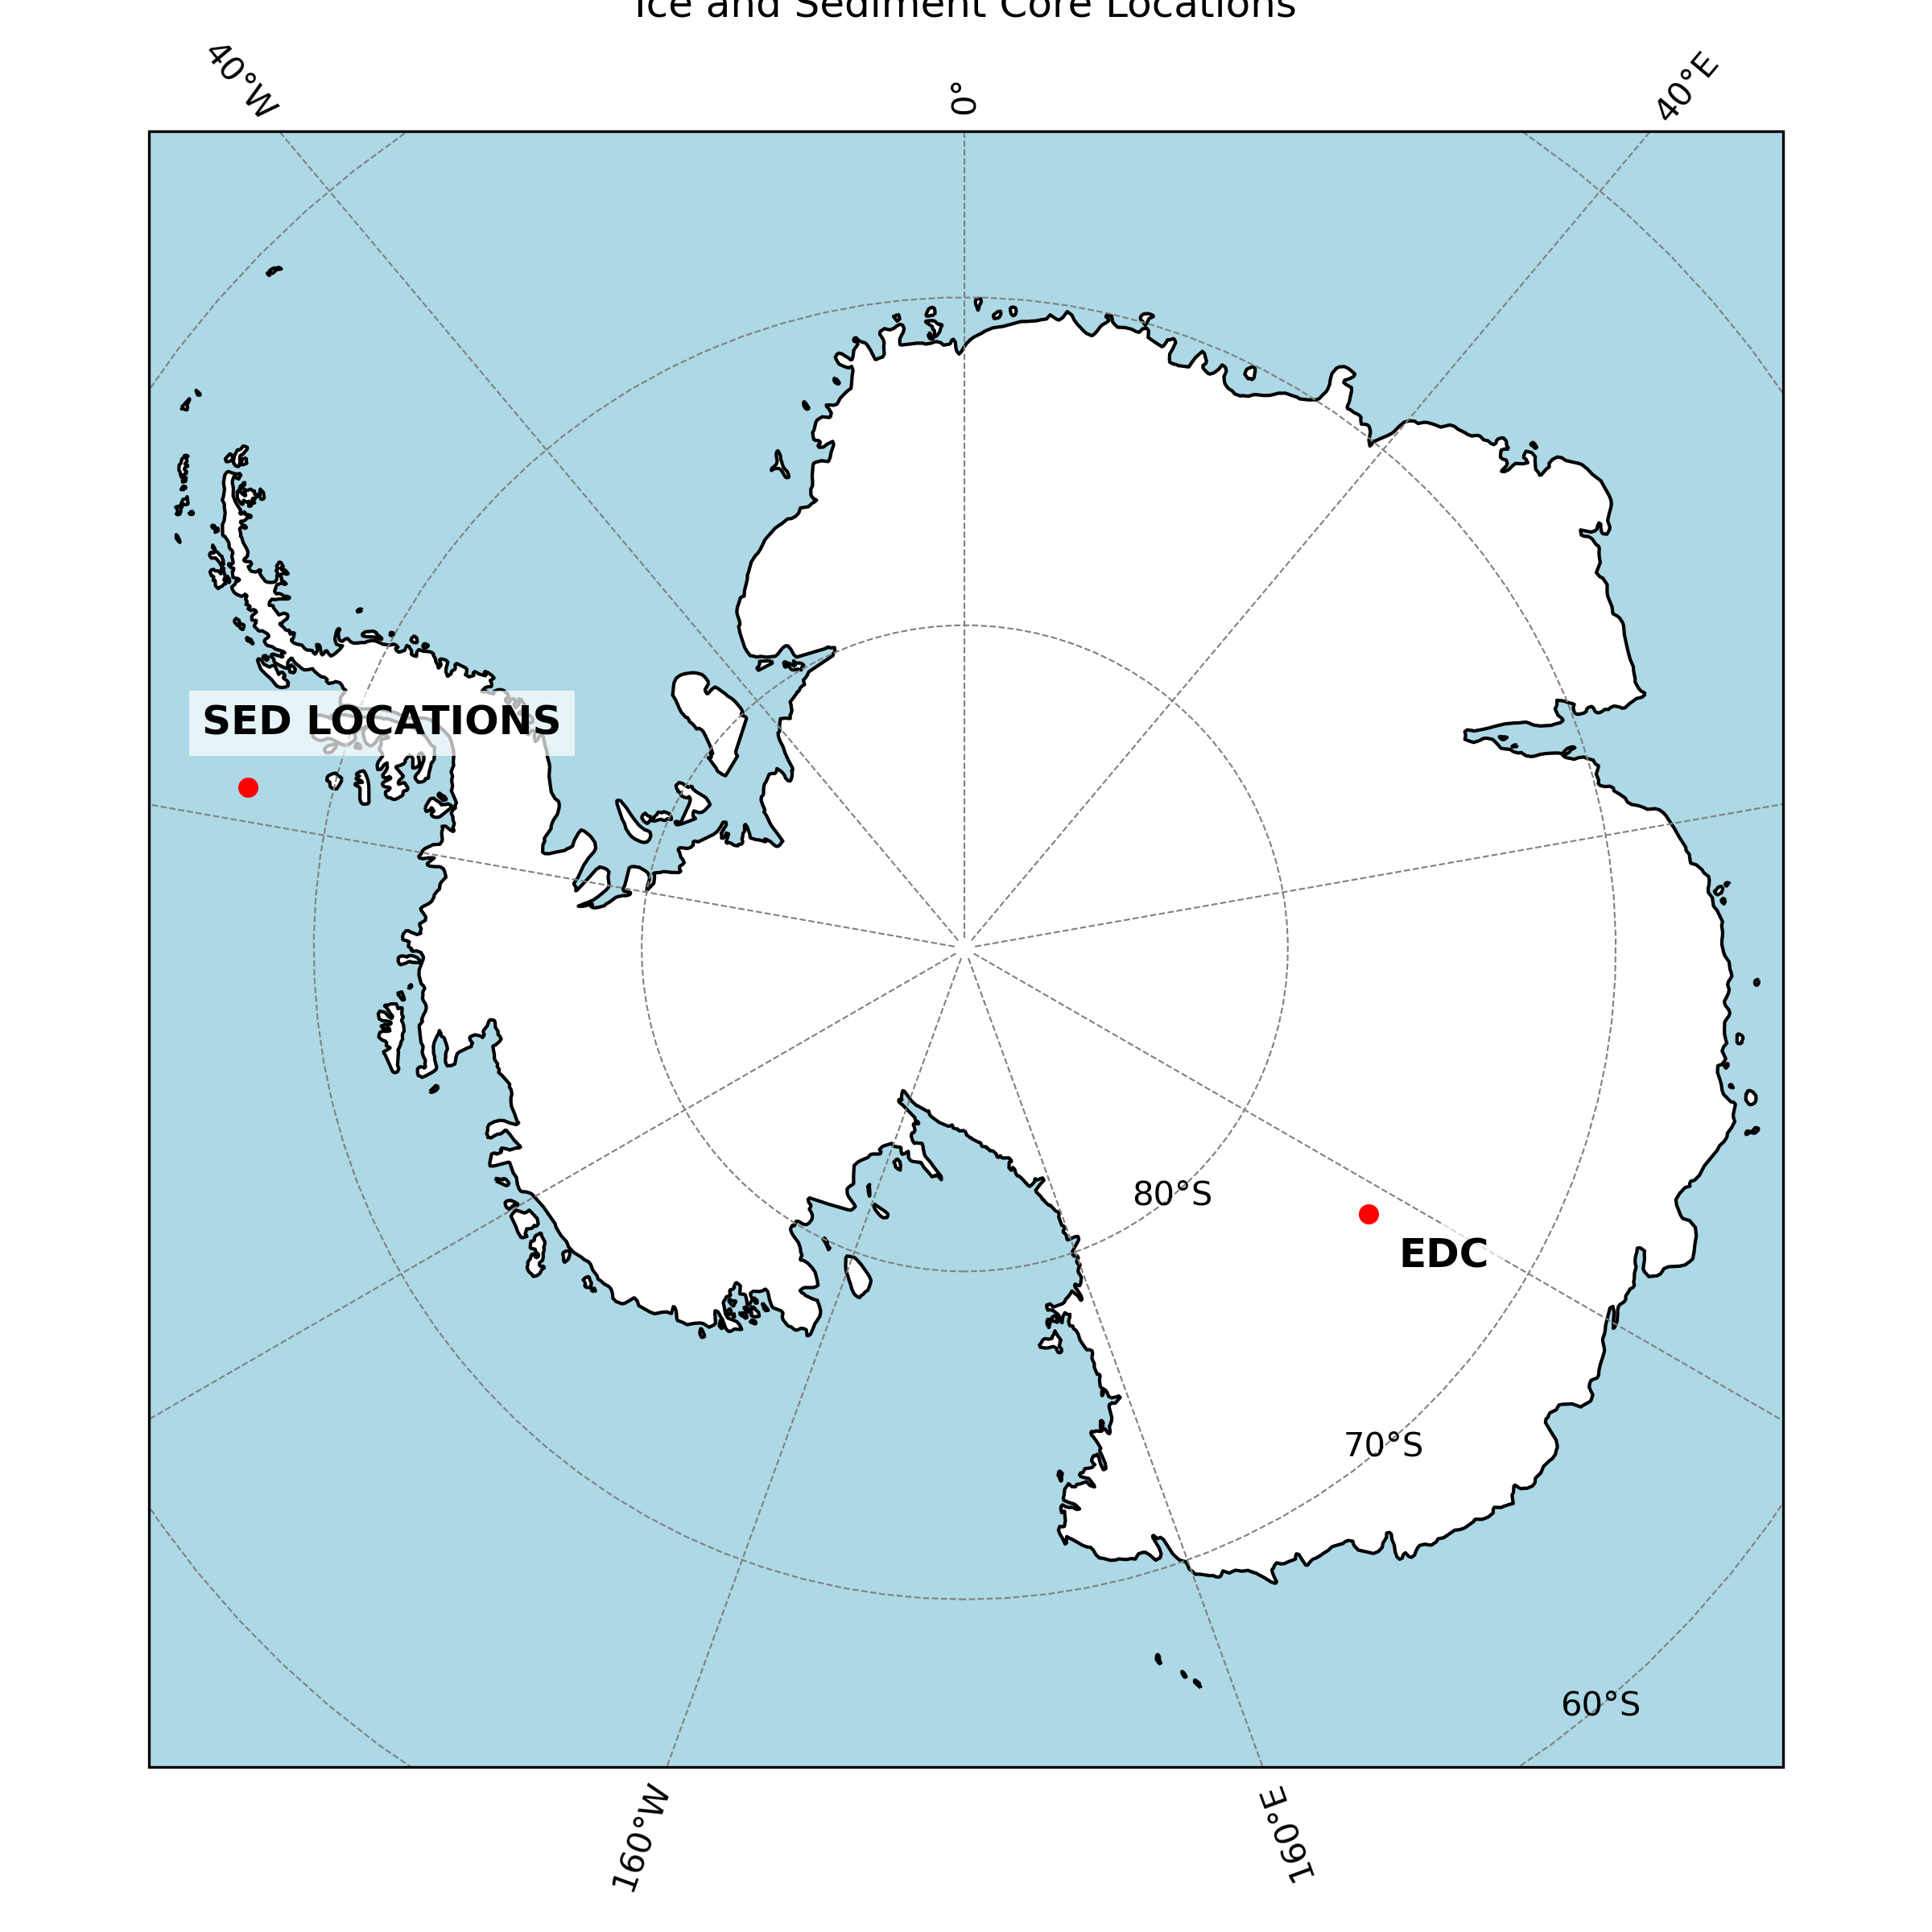 Ice and Sediment Core Locations
40°W
0°
40°E
SED LOCATIONS
80°S
EDC
70°S
60°S
160°W
160°E